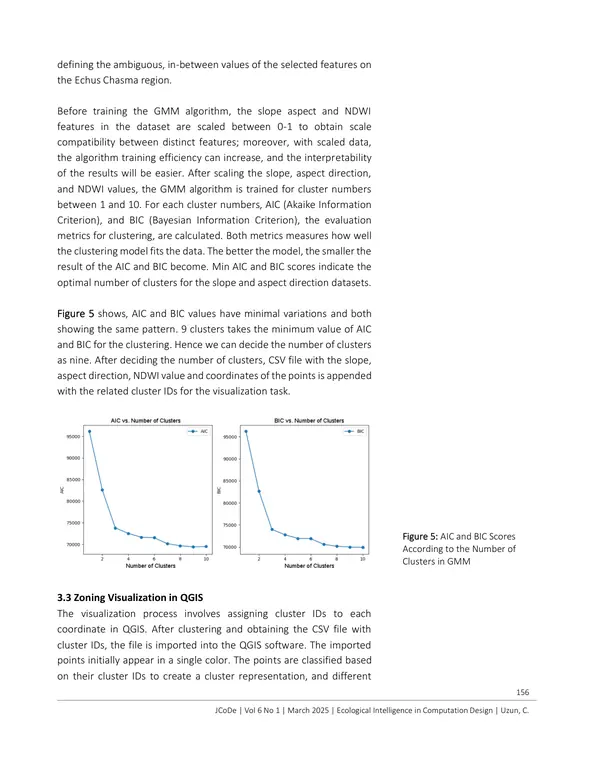 defining the ambiguous, in-between values of the selected features on
the Echus Chasma region.
Before training the GMM algorithm, the slope aspect and NDWI
features in the dataset are scaled between 0-1 to obtain scale
compatibility between distinct features; moreover, with scaled data,
the algorithm training efficiency can increase, and the interpretability
of the results will be easier. After scaling the slope, aspect direction,
and NDWI values, the GMM algorithm is trained for cluster numbers
between 1 and 10. For each cluster numbers, AIC (Akaike Information
Criterion), and BIC (Bayesian Information Criterion), the evaluation
metrics for clustering, are calculated. Both metrics measures how well
the clustering model fits the data. The better the model, the smaller the
result of the AIC and BIC become. Min AIC and BIC scores indicate the
optimal number of clusters for the slope and aspect direction datasets.
Figure 5 shows, AIC and BIC values have minimal variations and both
showing the same pattern. 9 clusters takes the minimum value of AIC
and BIC for the clustering. Hence we can decide the number of clusters
as nine. After deciding the number of clusters, CSV file with the slope,
aspect direction, NDWI value and coordinates of the points is appended
with the related cluster IDs for the visualization task.
AIC vs. Number of Clusters
AIC
95000
90000
85000
80000
75000
70000
AIC
2 4 6 8 10
Number of Clusters
BIC vs. Number of Clusters
BIC
95000
90000
85000
80000
75000
70000
BIC
2 4 6 8 10
Number of Clusters
Figure 5: AIC and BIC Scores
According to the Number of
Clusters in GMM
3.3 Zoning Visualization in QGIS
The visualization process involves assigning cluster IDs to each
coordinate in QGIS. After clustering and obtaining the CSV file with
cluster IDs, the file is imported into the QGIS software. The imported
points initially appear in a single color. The points are classified based
on their cluster IDs to create a cluster representation, and different
156
JCoDe | Vol 6 No 1 | March 2025 | Ecological Intelligence in Computation Design | Uzun, C.